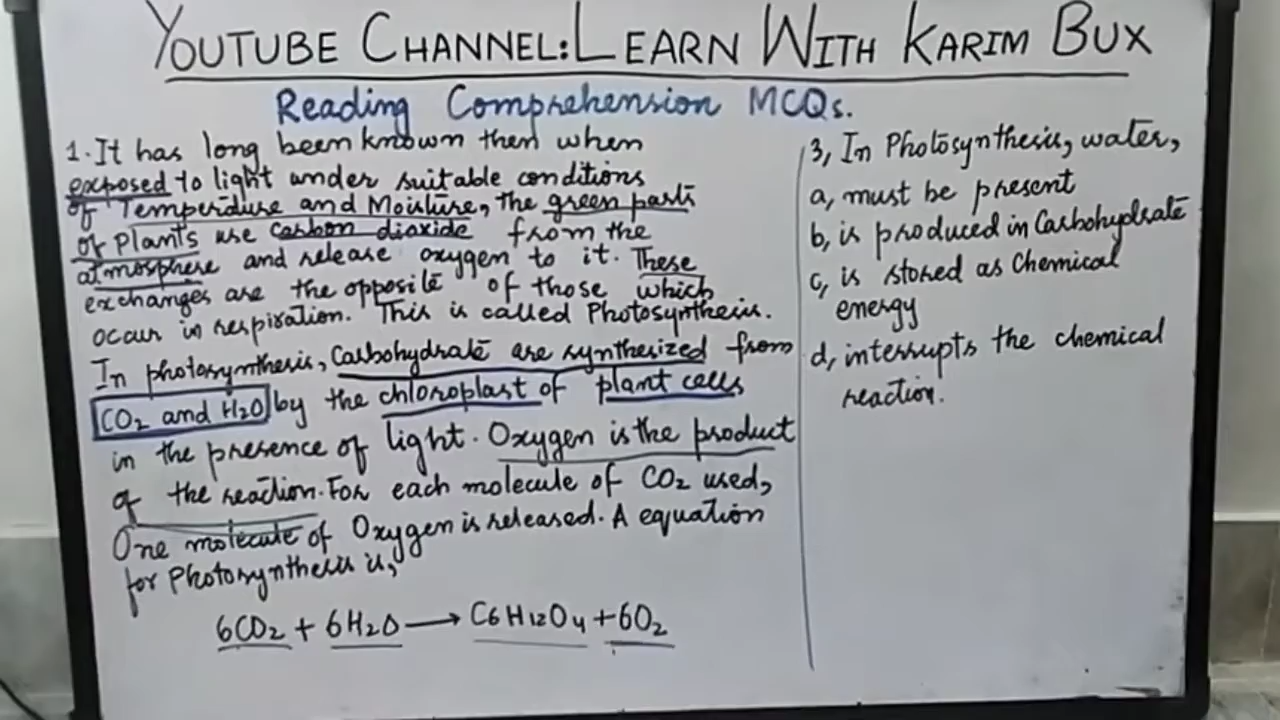 YOUTUBE CHANNEL: LEARN WITH KARIM BUX
Reading Comprehension MCQs.
1. It has long been known then when
exposed to light under suitable conditions
of Temperature and Moisture, the green parts
of plants use carbon dioxide from the
atmosphere and release oxygen to it. These
exchanges are the opposite of those which
occur in respiration. This is called Photosynthesis.
In photosynthesis, Carbohydrate are synthesized from
CO2 and H2O by the chloroplast of plant cells
in the presence of light. Oxygen is the product
of the reaction. For each molecule of CO2 used,
One molecule of Oxygen is released. A equation
for Photosynthesis is,
6CO2 + 6H2O → C6H12O4 + 6O2
3, In Photosynthesis, water,
a, must be present
b, is produced in Carbohydrate
c, is stored as Chemical
energy
d, interrupts the chemical
reaction.